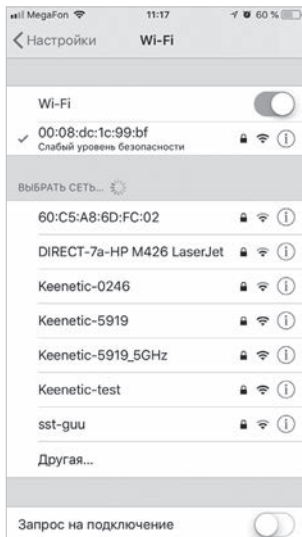 MegaFon 11:17 60 %
Настройки Wi-Fi
Wi-Fi
00:08:dc:1c:99:bf
Слабый уровень безопасности
ВЫБРАТЬ СЕТЬ...
60:C5:A8:6D:FC:02
DIRECT-7a-HP M426 LaserJet
Keenetic-0246
Keenetic-5919
Keenetic-5919_5GHz
Keenetic-test
sst-guu
Другая...
Запрос на подключение